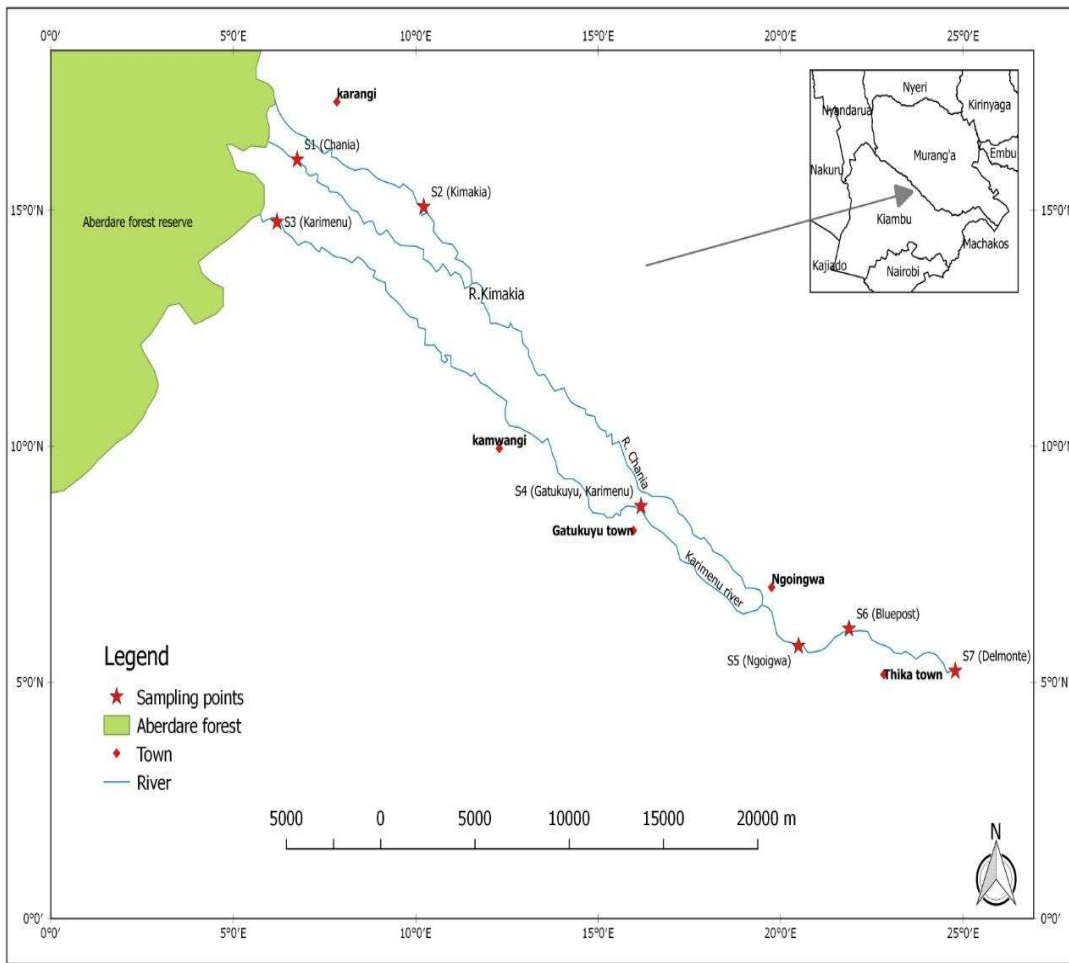 0°0' 5°0'E 10°0'E 15°0'E 20°0'E 25°0'E
karangi
S1 (Chania)
S2 (Kimakia)
S3 (Karimenu)
Aberdare forest reserve
R.Kimakia
Nyeri
Nyandarua
Kirinyaga
Murang'a
Embu
Nakuru
Kiambu
Machakos
Kajiado
Nairobi
15°0'N 15°0'N
10°0'N 10°0'N
kamwangi
R. Chania
S4 (Gatukuyu, Karimenu)
Gatukuyu town
Karimenu river
Ngoingwa
S6 (Bluepost)
S5 (Ngoigwa)
S7 (Delmonte)
Thika town
5°0'N 5°0'N
Legend
Sampling points
Aberdare forest
Town
River
5000 0 5000 10000 15000 20000 m
N
0°0' 0°0'
0°0' 5°0'E 10°0'E 15°0'E 20°0'E 25°0'E